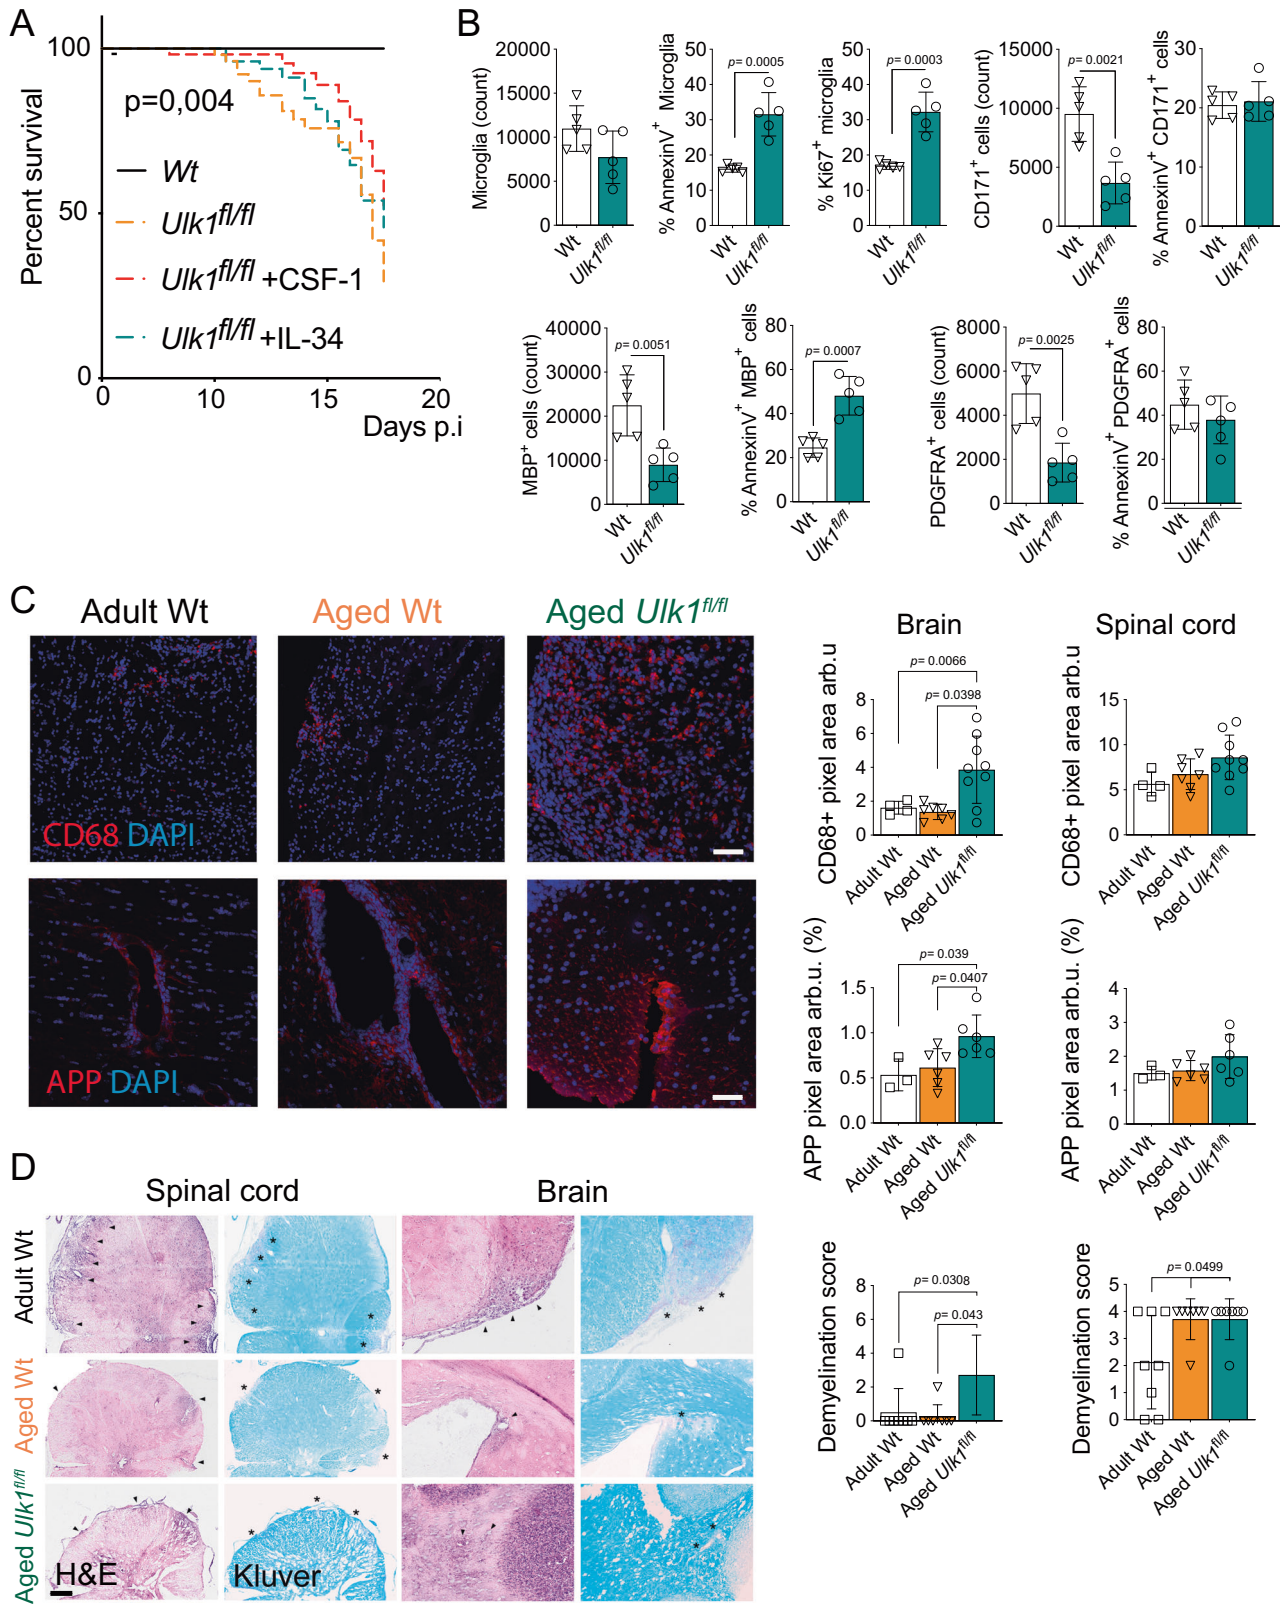 A
100
50
0
10
15
20
Percent survival
Days p.i
p=0,004
Wt
Ulk1fl/fl
Ulk1fl/fl +CSF-1
Ulk1fl/fl +IL-34
B
Microglia (count)
20000
15000
10000
5000
0
Wt
Ulk1fl/fl
% AnnexinV+ Microglia
50
40
30
20
10
0
p= 0.0005
Wt
Ulk1fl/fl
% Ki67+ microglia
50
40
30
20
10
0
p= 0.0003
Wt
Ulk1fl/fl
CD171+ cells (count)
15000
10000
5000
0
p= 0.0021
Wt
Ulk1fl/fl
% AnnexinV+ CD171+ cells
30
20
10
0
Wt
Ulk1fl/fl
MBP+ cells (count)
40000
30000
20000
10000
0
p= 0.0051
Wt
Ulk1fl/fl
% AnnexinV+ MBP+ cells
80
60
40
20
0
p= 0.0007
Wt
Ulk1fl/fl
PDGFRA+ cells (count)
8000
6000
4000
2000
0
p= 0.0025
Wt
Ulk1fl/fl
% AnnexinV+ PDGFRA+ cells
80
60
40
20
0
Wt
Ulk1fl/fl
C
Adult Wt
Aged Wt
Aged Ulk1fl/fl
CD68 DAPI
APP DAPI
Brain
Spinal cord
CD68+ pixel area arb.u
8
6
4
2
0
p= 0.0066
p= 0.0398
Adult Wt
Aged Wt
Aged Ulk1fl/fl
CD68+ pixel area arb.u
15
10
5
0
Adult Wt
Aged Wt
Aged Ulk1fl/fl
APP pixel area arb.u. (%)
1.5
1.0
0.5
0.0
p= 0.039
p= 0.0407
Adult Wt
Aged Wt
Aged Ulk1fl/fl
APP pixel area arb.u. (%)
4
3
2
1
0
Adult Wt
Aged Wt
Aged Ulk1fl/fl
D
Spinal cord
Brain
Adult Wt
Aged Wt
Aged Ulk1fl/fl
H&E
Kluver
Demyelination score
8
6
4
2
0
p= 0.0308
p= 0.043
Adult Wt
Aged Wt
Aged Ulk1fl/fl
Demyelination score
5
4
3
2
1
0
p= 0.0499
Adult Wt
Aged Wt
Aged Ulk1fl/fl